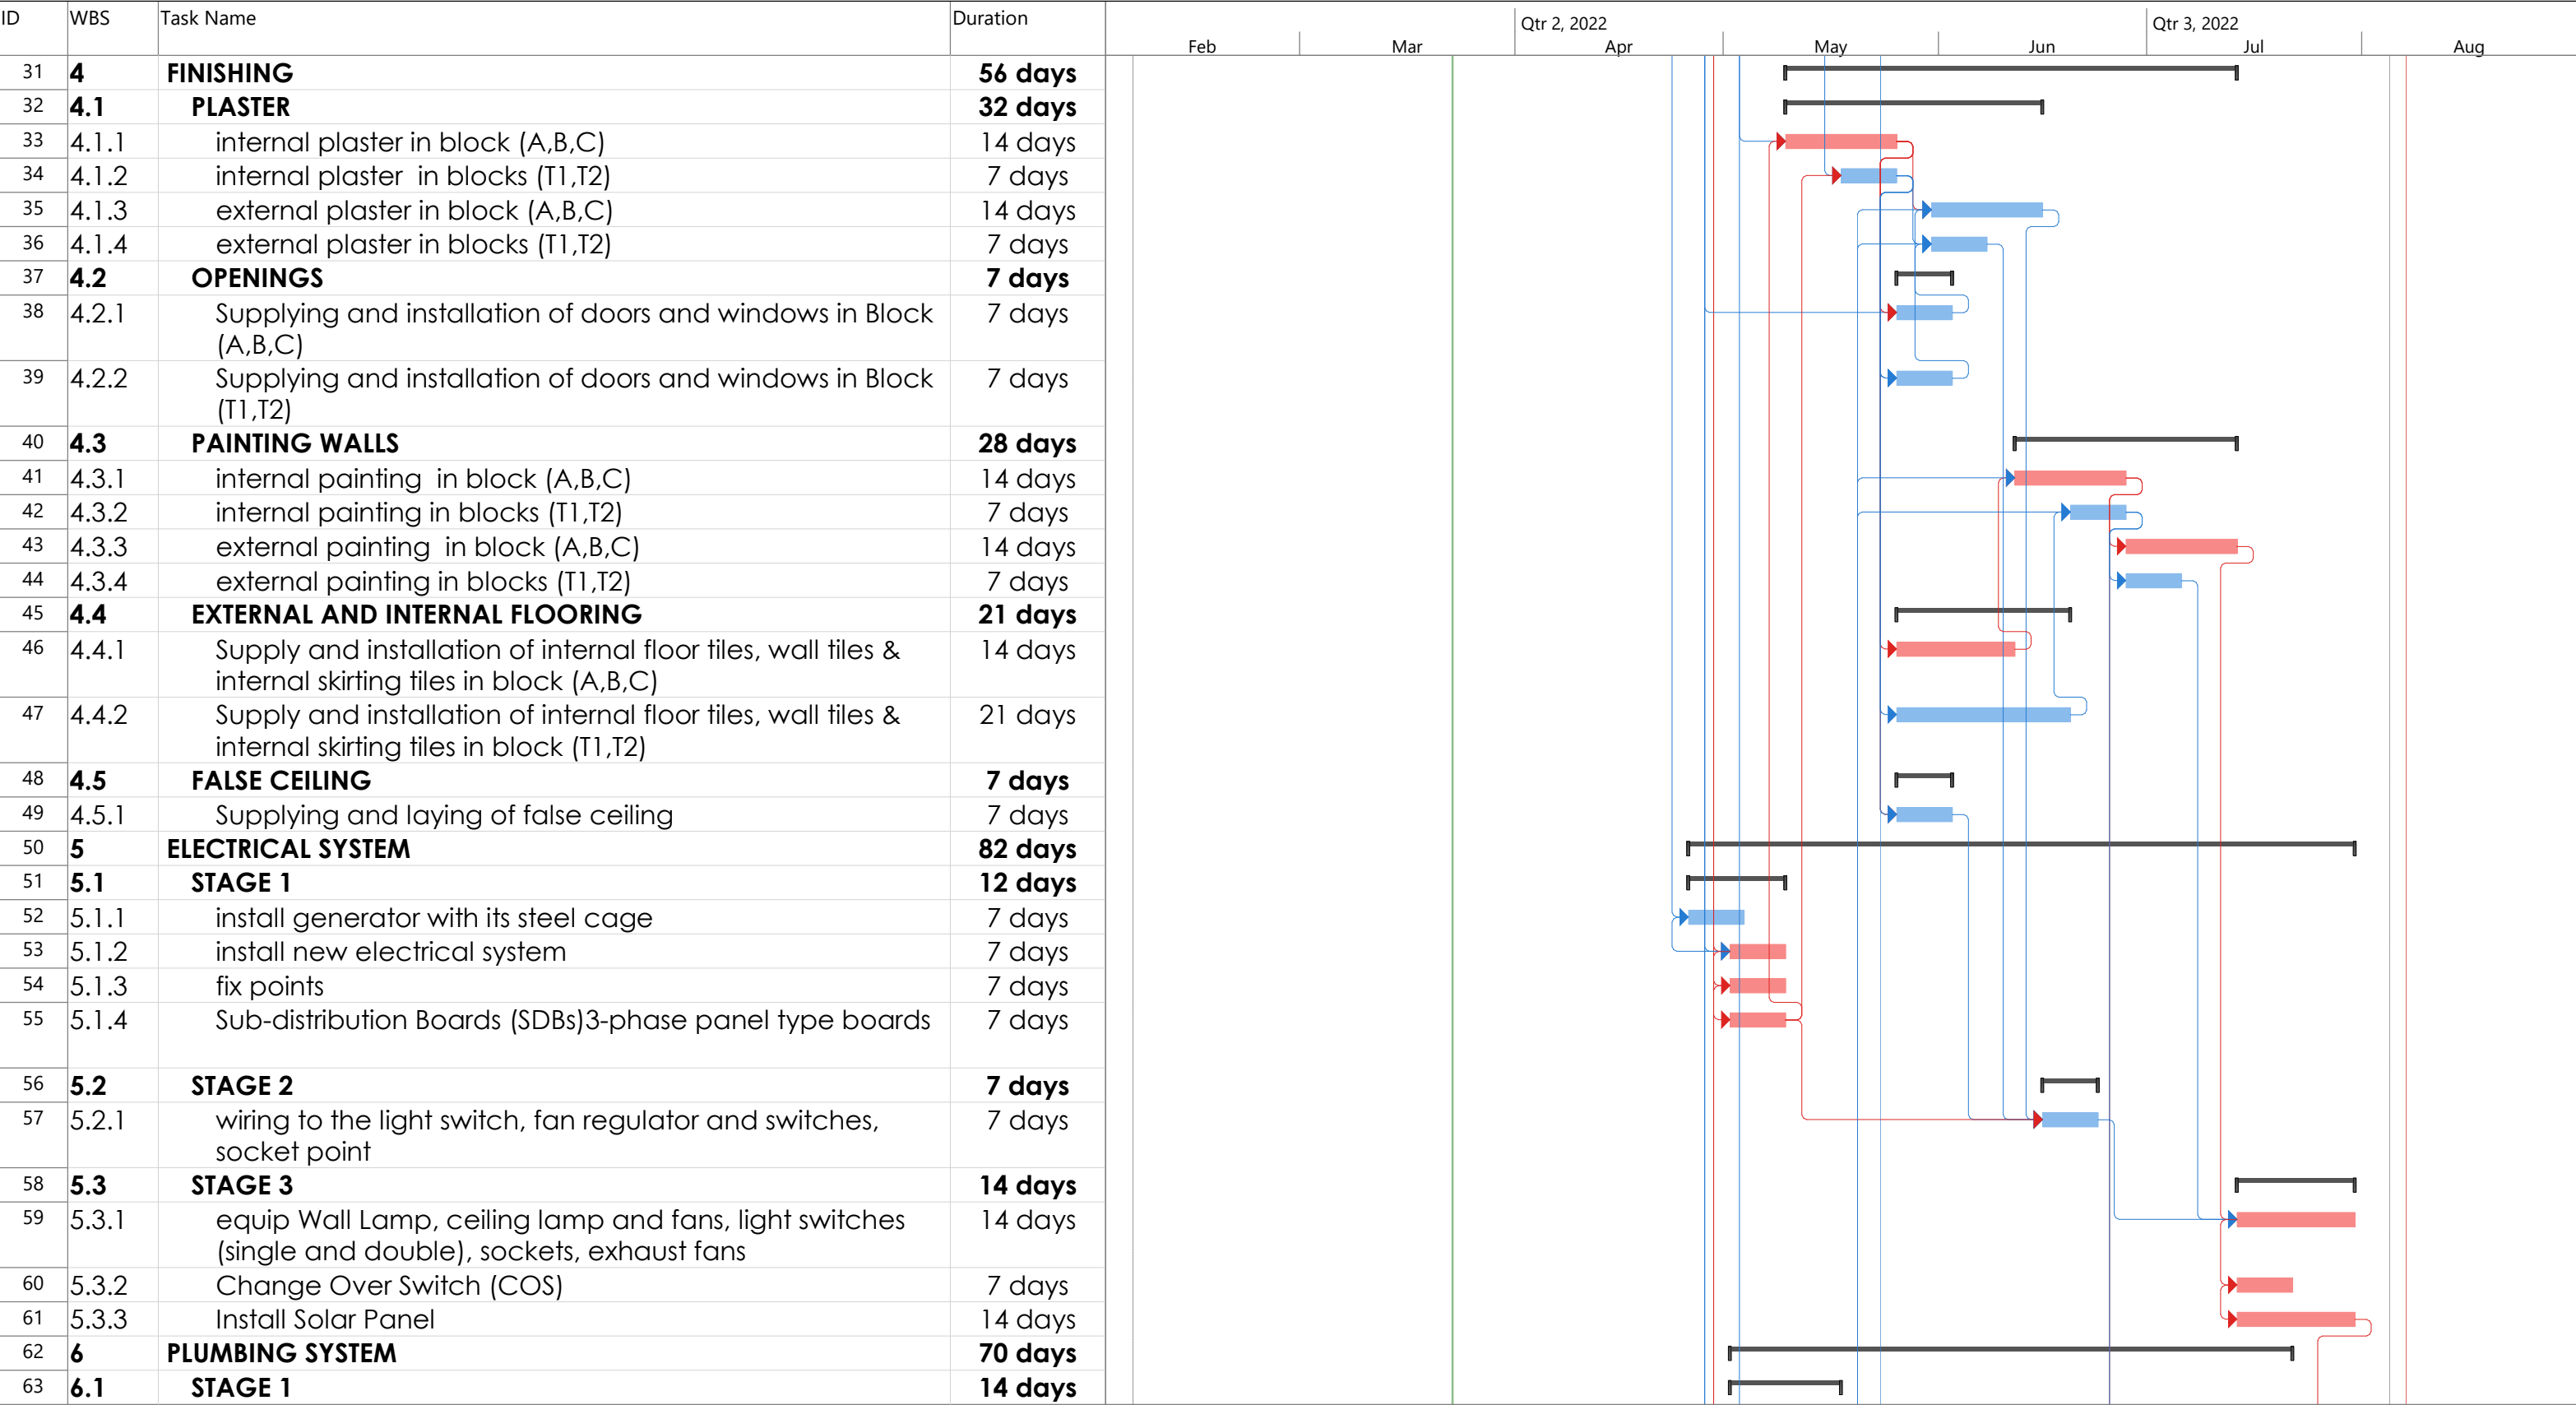 ID WBS Task Name Duration Qtr 2, 2022 Qtr 3, 2022
Feb Mar Apr May Jun Jul Aug
31 4 FINISHING 56 days
32 4.1 PLASTER 32 days
33 4.1.1 internal plaster in block (A,B,C) 14 days
34 4.1.2 internal plaster in blocks (T1,T2) 7 days
35 4.1.3 external plaster in block (A,B,C) 14 days
36 4.1.4 external plaster in blocks (T1,T2) 7 days
37 4.2 OPENINGS 7 days
38 4.2.1 Supplying and installation of doors and windows in Block 7 days
(A,B,C)
39 4.2.2 Supplying and installation of doors and windows in Block 7 days
(T1,T2)
40 4.3 PAINTING WALLS 28 days
41 4.3.1 internal painting in block (A,B,C) 14 days
42 4.3.2 internal painting in blocks (T1,T2) 7 days
43 4.3.3 external painting in block (A,B,C) 14 days
44 4.3.4 external painting in blocks (T1,T2) 7 days
45 4.4 EXTERNAL AND INTERNAL FLOORING 21 days
46 4.4.1 Supply and installation of internal floor tiles, wall tiles & 14 days
internal skirting tiles in block (A,B,C)
47 4.4.2 Supply and installation of internal floor tiles, wall tiles & 21 days
internal skirting tiles in block (T1,T2)
48 4.5 FALSE CEILING 7 days
49 4.5.1 Supplying and laying of false ceiling 7 days
50 5 ELECTRICAL SYSTEM 82 days
51 5.1 STAGE 1 12 days
52 5.1.1 install generator with its steel cage 7 days
53 5.1.2 install new electrical system 7 days
54 5.1.3 fix points 7 days
55 5.1.4 Sub-distribution Boards (SDBs)3-phase panel type boards 7 days
56 5.2 STAGE 2 7 days
57 5.2.1 wiring to the light switch, fan regulator and switches, 7 days
socket point
58 5.3 STAGE 3 14 days
59 5.3.1 equip Wall Lamp, ceiling lamp and fans, light switches 14 days
(single and double), sockets, exhaust fans
60 5.3.2 Change Over Switch (COS) 7 days
61 5.3.3 Install Solar Panel 14 days
62 6 PLUMBING SYSTEM 70 days
63 6.1 STAGE 1 14 days